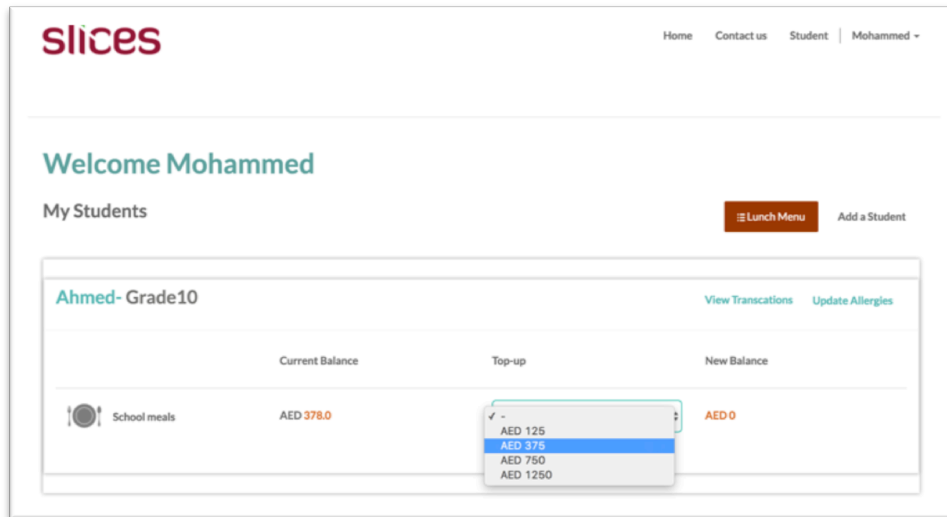 slices
Home Contact us Student Mohammed
Welcome Mohammed
My Students
Lunch Menu Add a Student
Ahmed- Grade10
View Transcations Update Allergies
Current Balance Top-up New Balance
School meals AED 378.0 AED 0
✓ -
AED 125
AED 375
AED 750
AED 1250